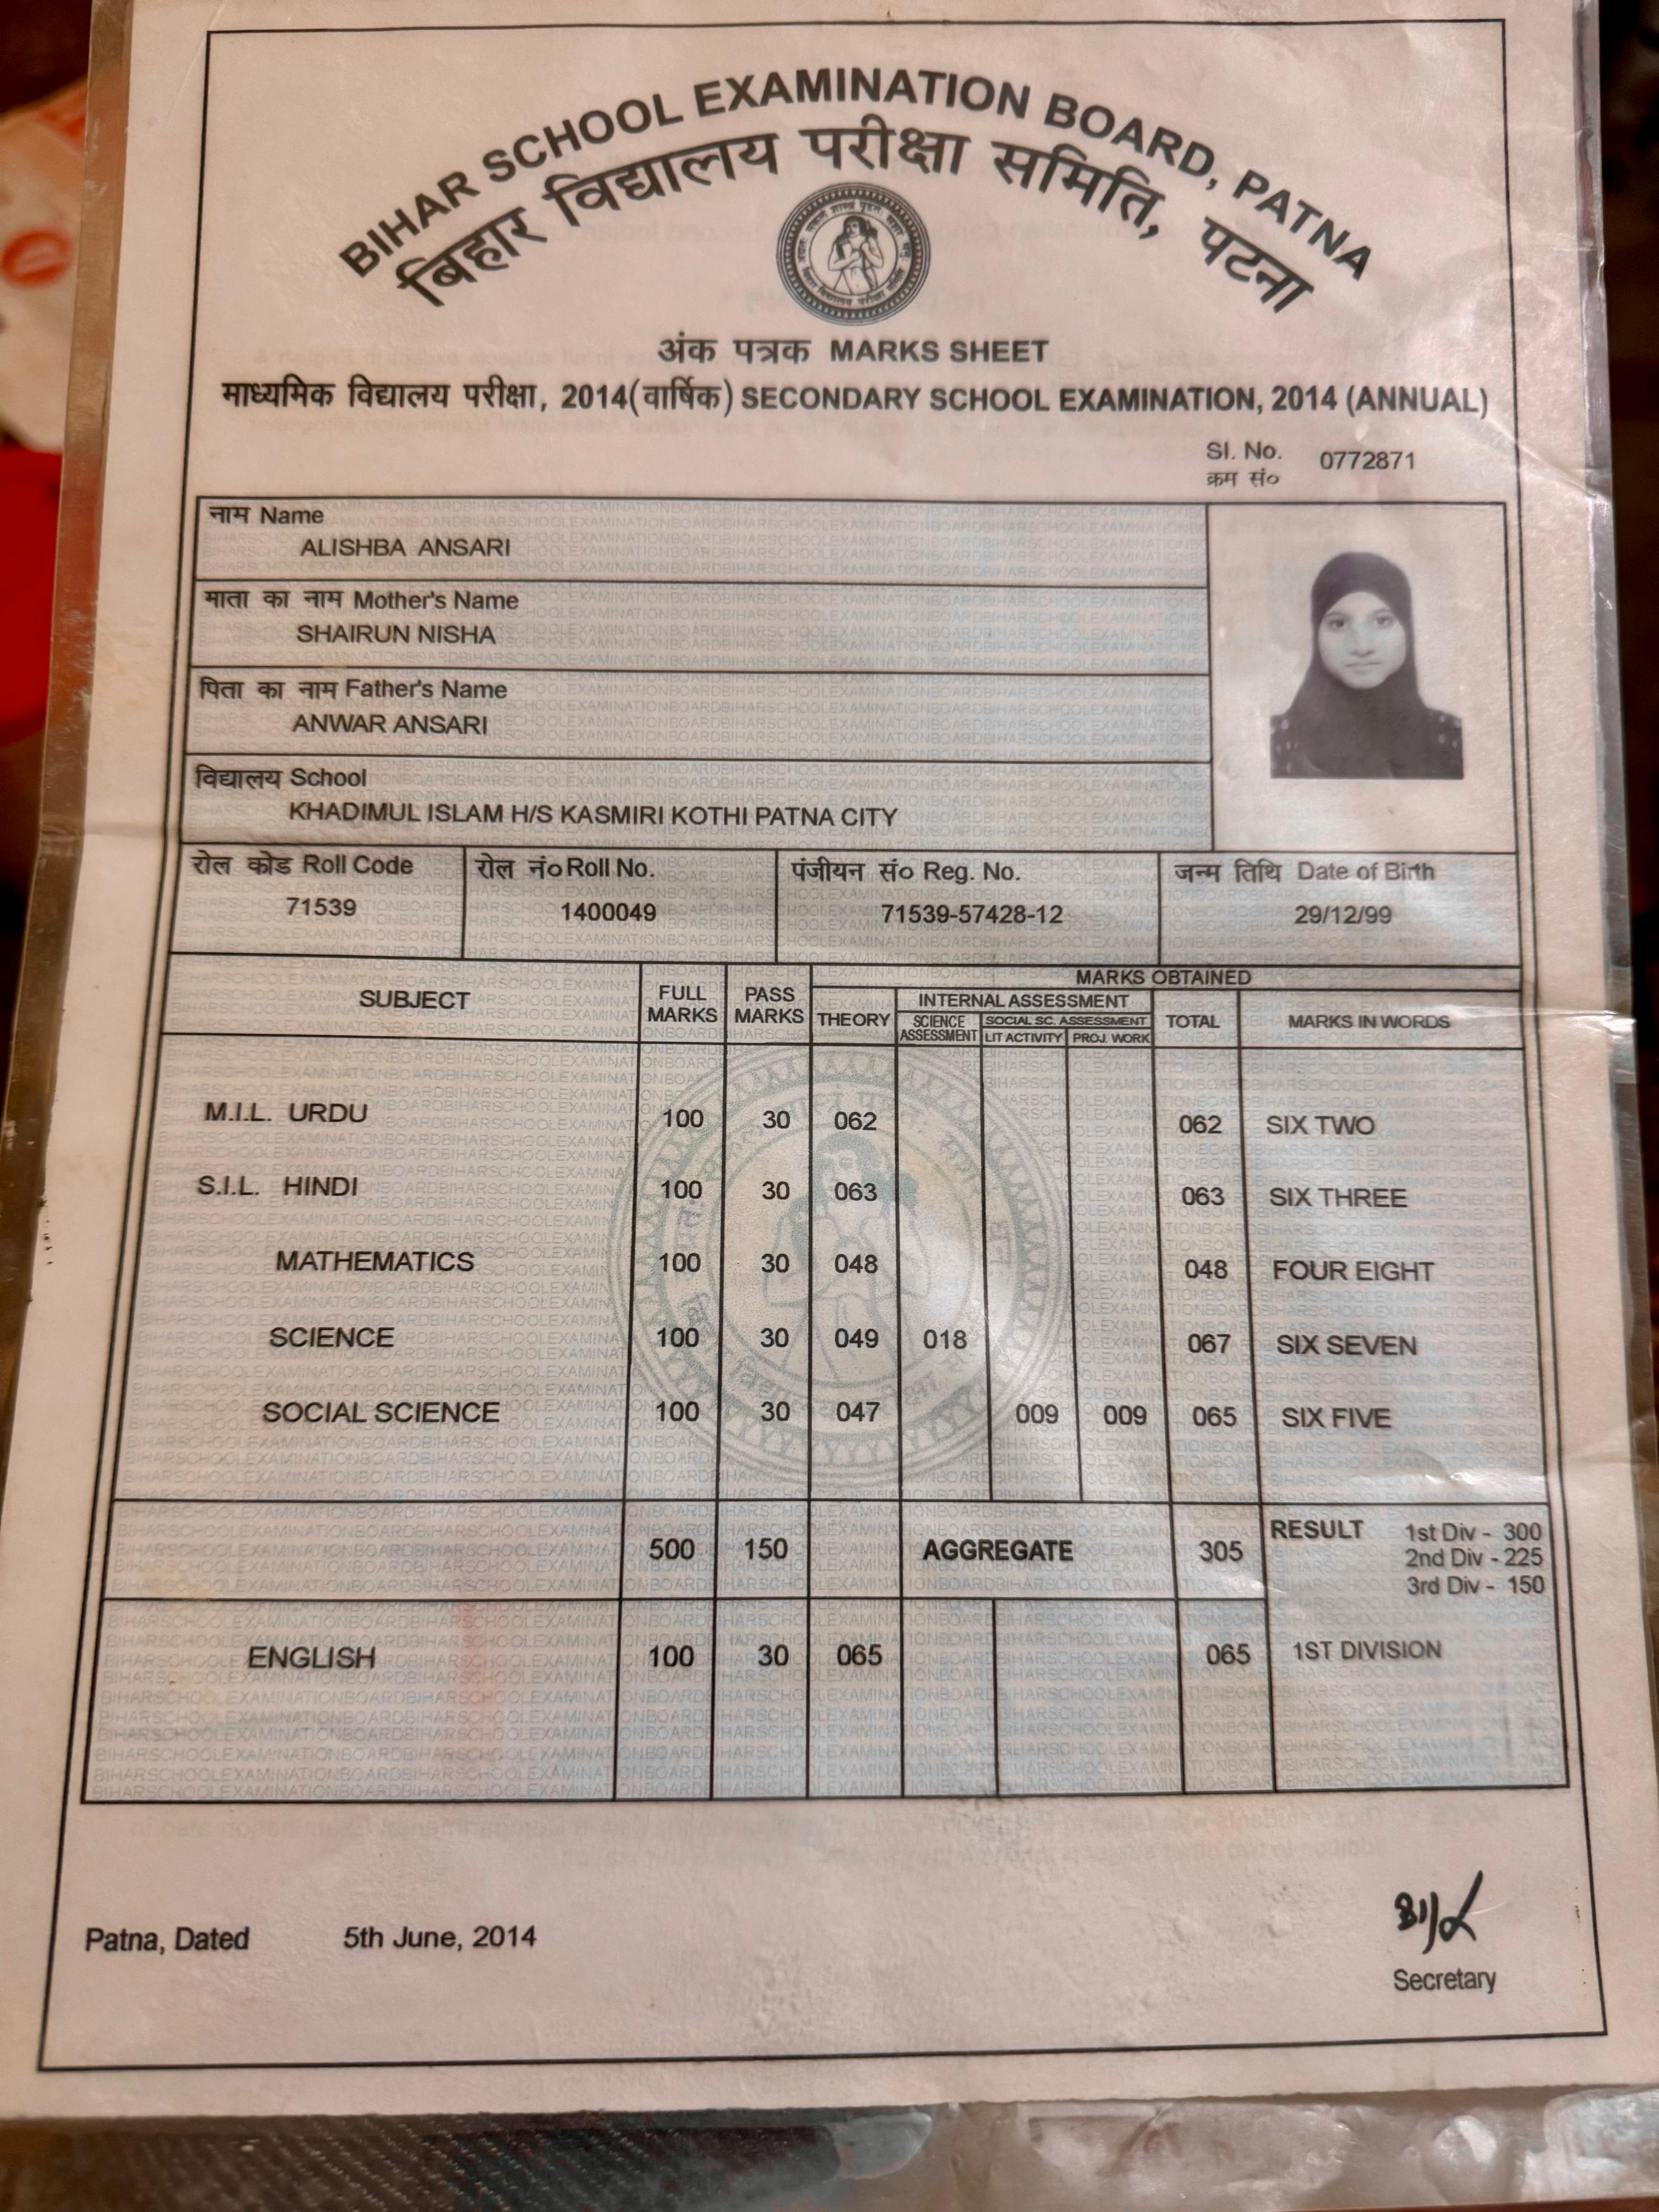 BIHAR SCHOOL EXAMINATION BOARD, PATNA
बिहार विद्यालय परीक्षा समिति, पटना
अंक पत्रक MARKS SHEET
माध्यमिक विद्यालय परीक्षा, 2014(वार्षिक) SECONDARY SCHOOL EXAMINATION, 2014 (ANNUAL)
Sl. No. 0772871
क्रम सं०
नाम Name
ALISHBA ANSARI
माता का नाम Mother's Name
SHAIRUN NISHA
पिता का नाम Father's Name
ANWAR ANSARI
विद्यालय School
KHADIMUL ISLAM H/S KASMIRI KOTHI PATNA CITY
रोल कोड Roll Code रोल नं० Roll No. पंजीयन सं० Reg. No. जन्म तिथि Date of Birth
71539 1400049 71539-57428-12 29/12/99
MARKS OBTAINED
SUBJECT FULL MARKS PASS MARKS THEORY INTERNAL ASSESSMENT TOTAL MARKS IN WORDS
SCIENCE ASSESSMENT SOCIAL SC. ASSESSMENT
LIT ACTIVITY PROJ. WORK
M.I.L. URDU 100 30 062 062 SIX TWO
S.I.L. HINDI 100 30 063 063 SIX THREE
MATHEMATICS 100 30 048 048 FOUR EIGHT
SCIENCE 100 30 049 018 067 SIX SEVEN
SOCIAL SCIENCE 100 30 047 009 009 065 SIX FIVE
500 150 AGGREGATE 305 RESULT 1st Div - 300
2nd Div - 225
3rd Div - 150
ENGLISH 100 30 065 065 1ST DIVISION
Patna, Dated 5th June, 2014
Secretary